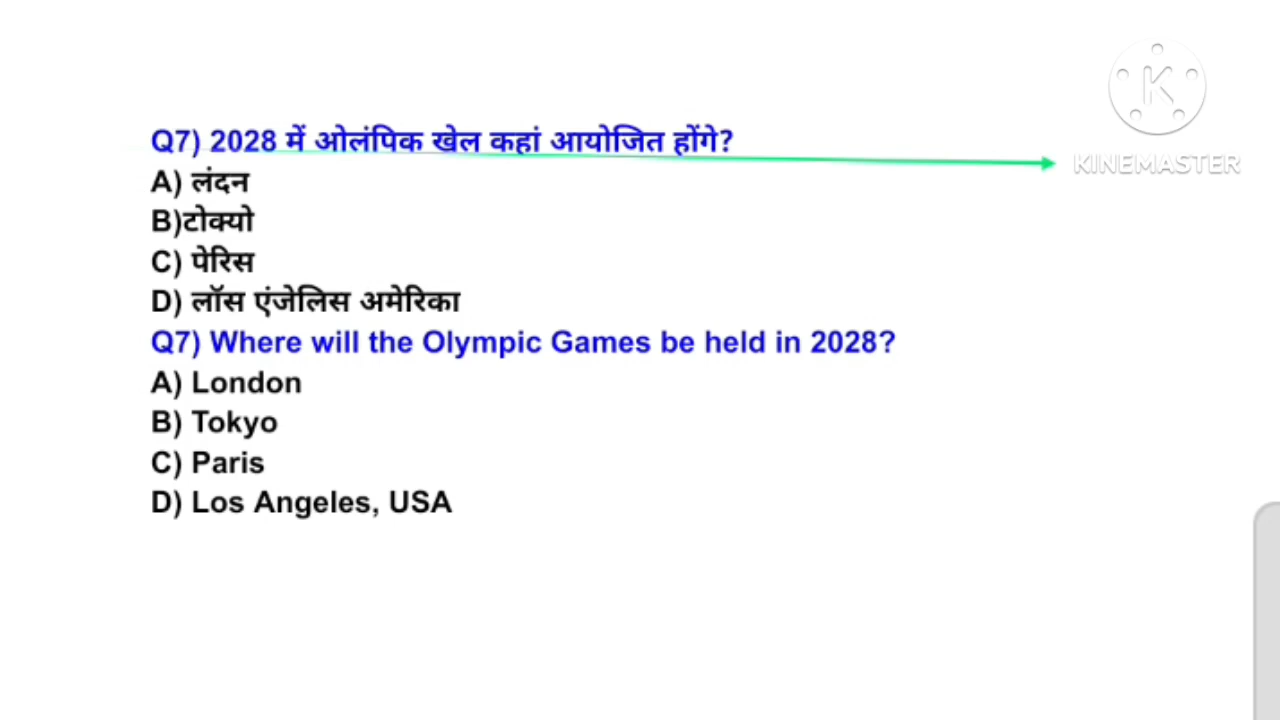 Q7) 2028 में ओलंपिक खेल कहां आयोजित होंगे?
A) लंदन
B)टोक्यो
C) पेरिस
D) लॉस एंजेलिस अमेरिका
Q7) Where will the Olympic Games be held in 2028?
A) London
B) Tokyo
C) Paris
D) Los Angeles, USA
K
KINEMASTER